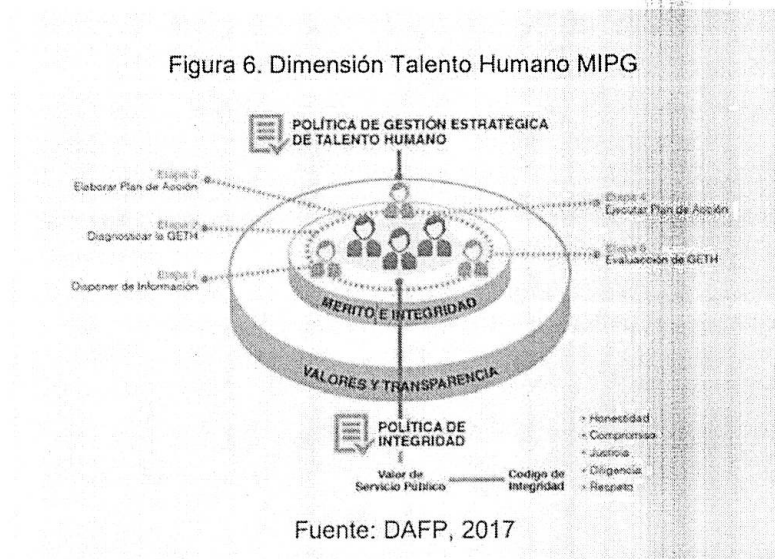 Figura 6. Dimensión Talento Humano MIPG
POLÍTICA DE GESTIÓN ESTRATÉGICA
DE TALENTO HUMANO
Etapa 3
Elaborar Plan de Acción
Etapa 2
Diagnosticar la GETH
Etapa 1
Disponer de Información
Etapa 4
Ejecutar Plan de Acción
Etapa 5
Evaluacción de GETH
MERITO E INTEGRIDAD
VALORES Y TRANSPARENCIA
POLÍTICA DE
INTEGRIDAD
Valor de
Servicio Público
Codigo de
Integridad
• Honestidad
• Compromiso
• Justicia
• Diligencia
• Respeto
Fuente: DAFP, 2017